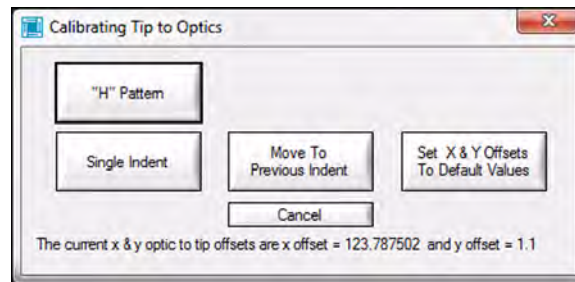 Calibrating Tip to Optics
"H" Pattern
Single Indent
Move To
Previous Indent
Set X & Y Offsets
To Default Values
Cancel
The current x & y optic to tip offsets are x offset = 123.787502 and y offset = 1.1